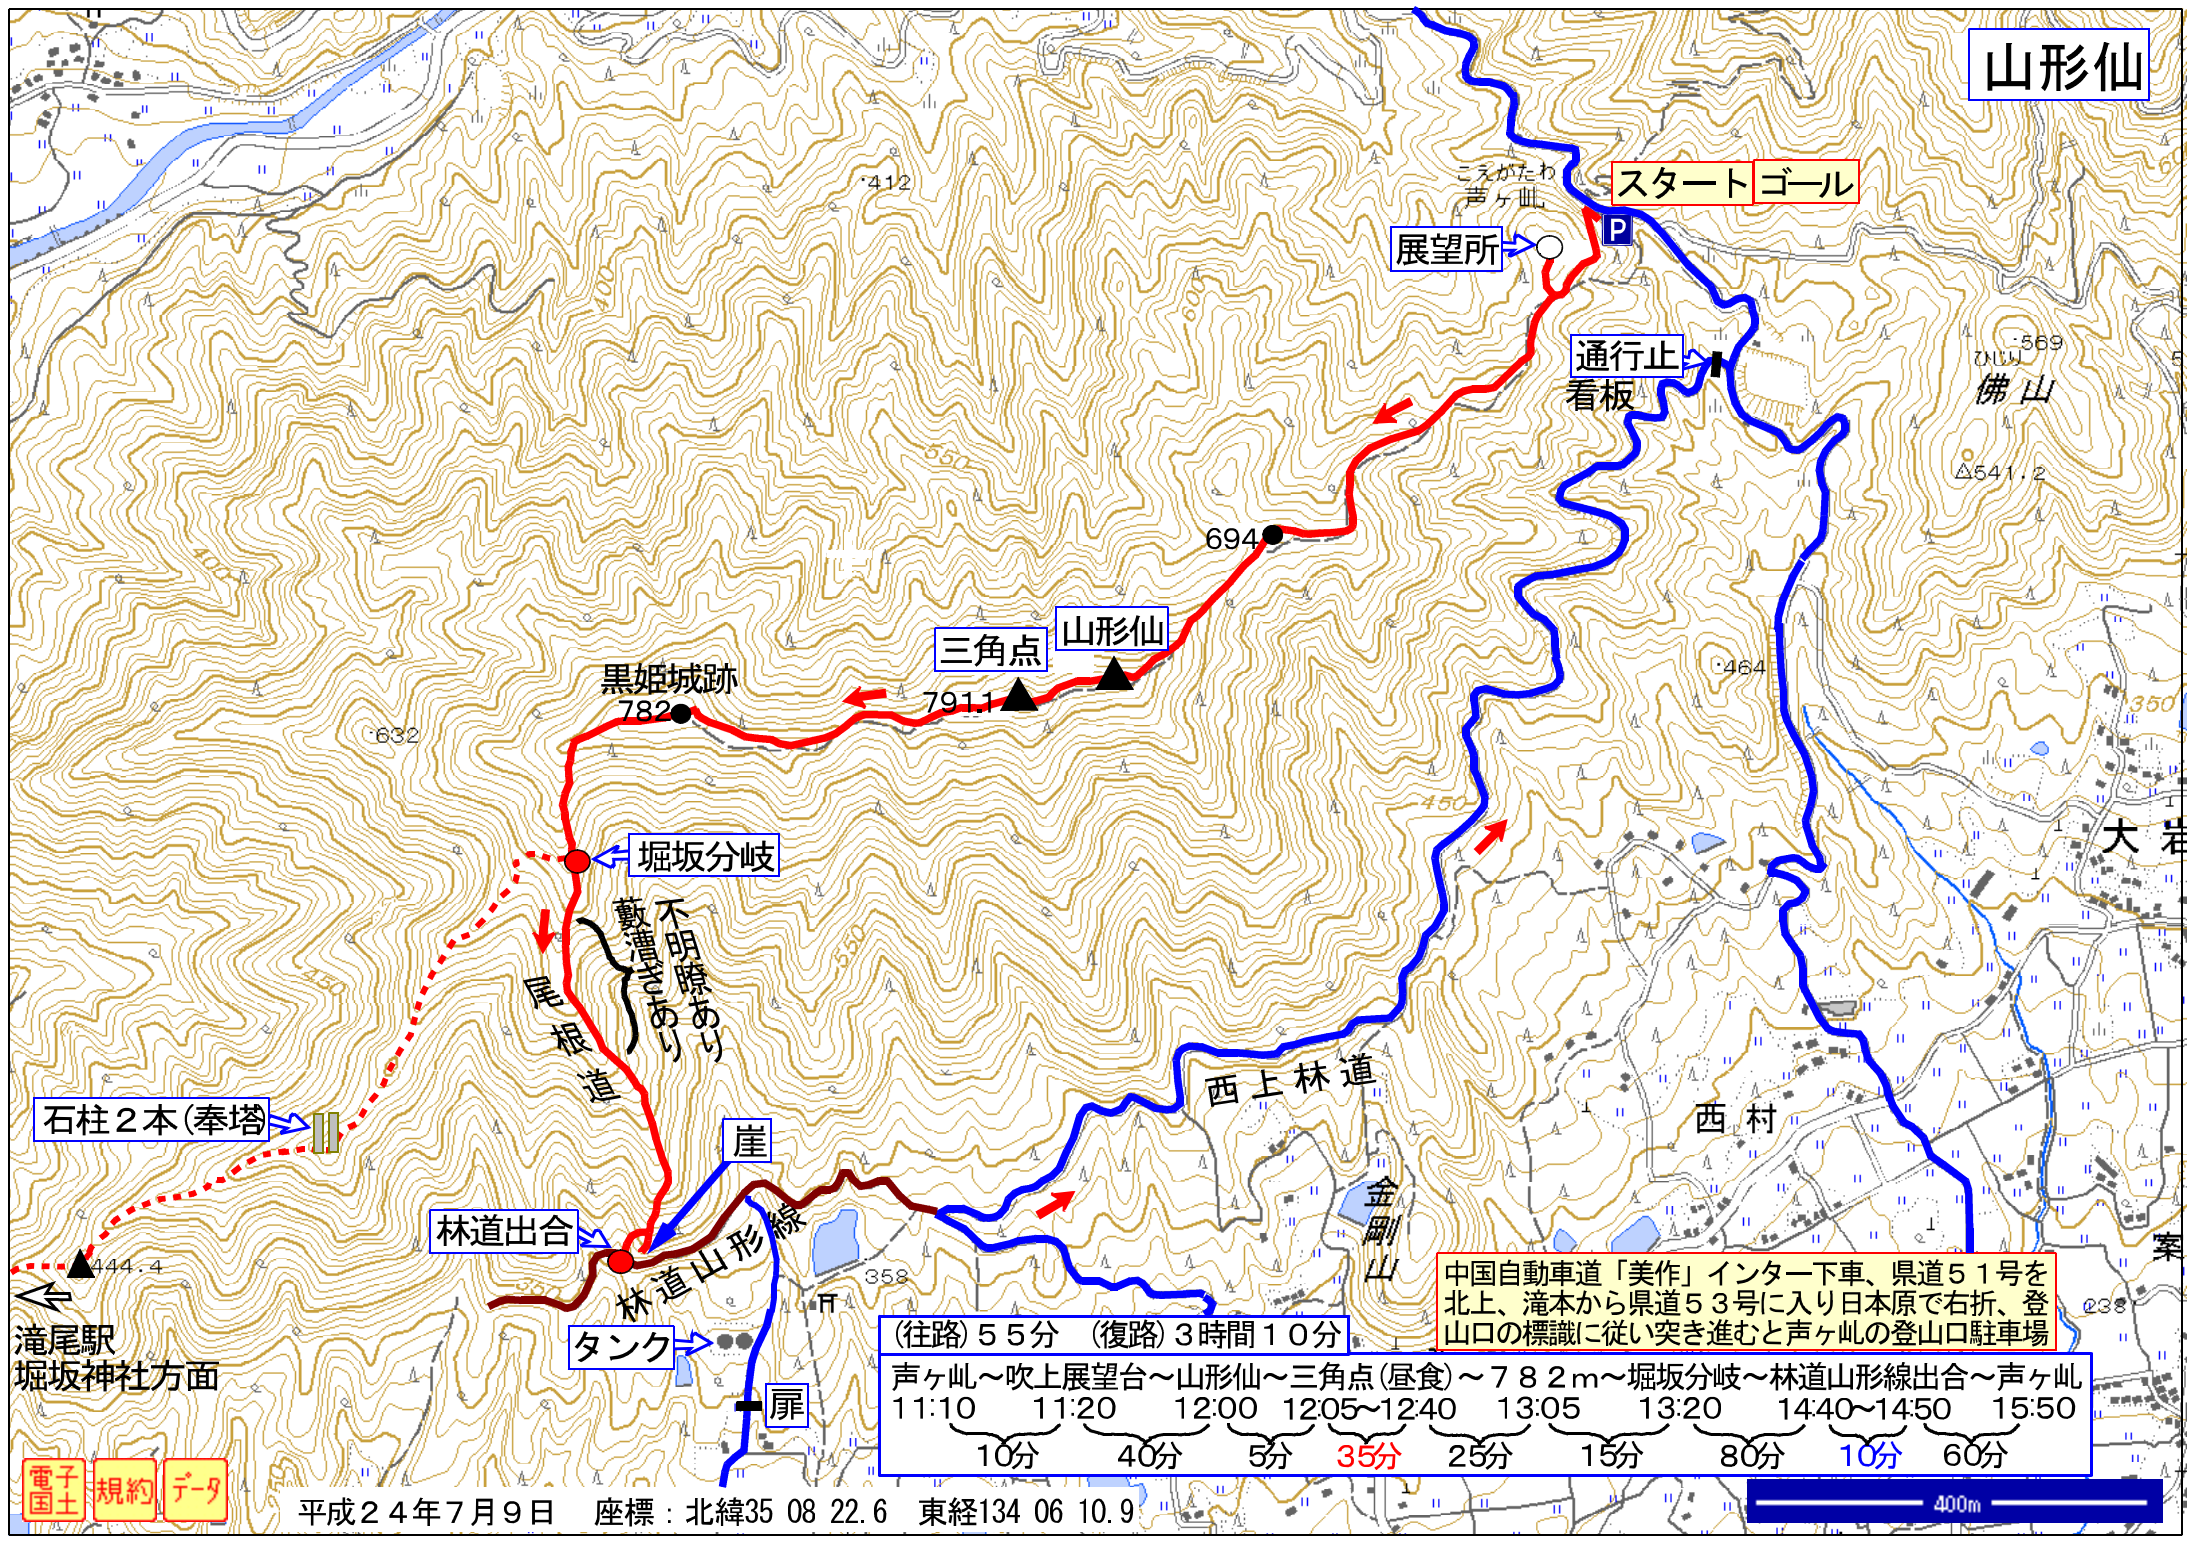 山形仙
・412
こえがたわ
声ヶ乢
スタート
ゴール
P
展望所
400
600
通行止
看板
・569
ひじり
佛山
△541.2
550
694
400
山形仙
三角点
791.1
黒姫城跡
782
・632
・464
350
450
大岩
堀坂分岐
不明瞭あり
藪漕ぎあり
550
450
尾根道
西上林道
石柱2本(奉塔)
西村
崖
金剛山
林道出合
林道山形線
444.4
358
案
238
滝尾駅
堀坂神社方面
タンク
扉
中国自動車道「美作」インター下車、県道51号を
北上、滝本から県道53号に入り日本原で右折、登
山口の標識に従い突き進むと声ヶ乢の登山口駐車場
(往路)55分 (復路)3時間10分
声ヶ乢～吹上展望台～山形仙～三角点(昼食)～782m～堀坂分岐～林道山形線出合～声ヶ乢
11:10 11:20 12:00 12:05～12:40 13:05 13:20 14:40～14:50 15:50
10分 40分 5分 35分 25分 15分 80分 10分 60分
電子国土
規約
データ
平成24年7月9日 座標：北緯35 08 22.6 東経134 06 10.9
400m